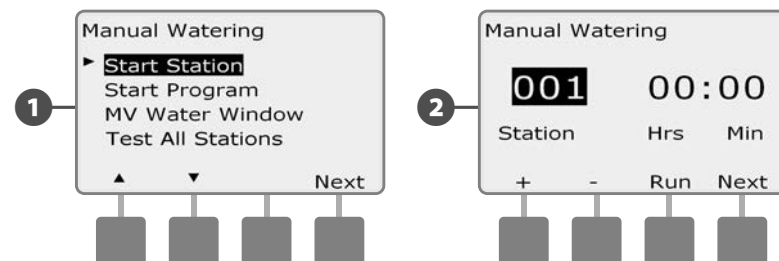 1
Manual Watering
► Start Station
Start Program
MV Water Window
Test All Stations
▲ ▼ Next
2
Manual Watering
001 00:00
Station Hrs Min
+ - Run Next